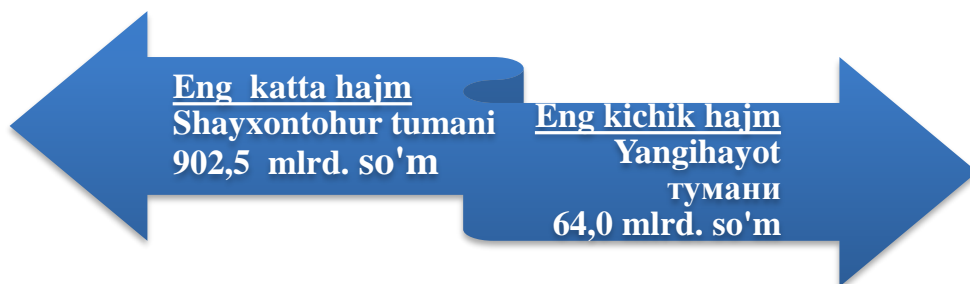 Eng katta hajm
Shayxontohur tumani
902,5 mlrd. so'm
Eng kichik hajm
Yangihayot
тумани
64,0 mlrd. so'm